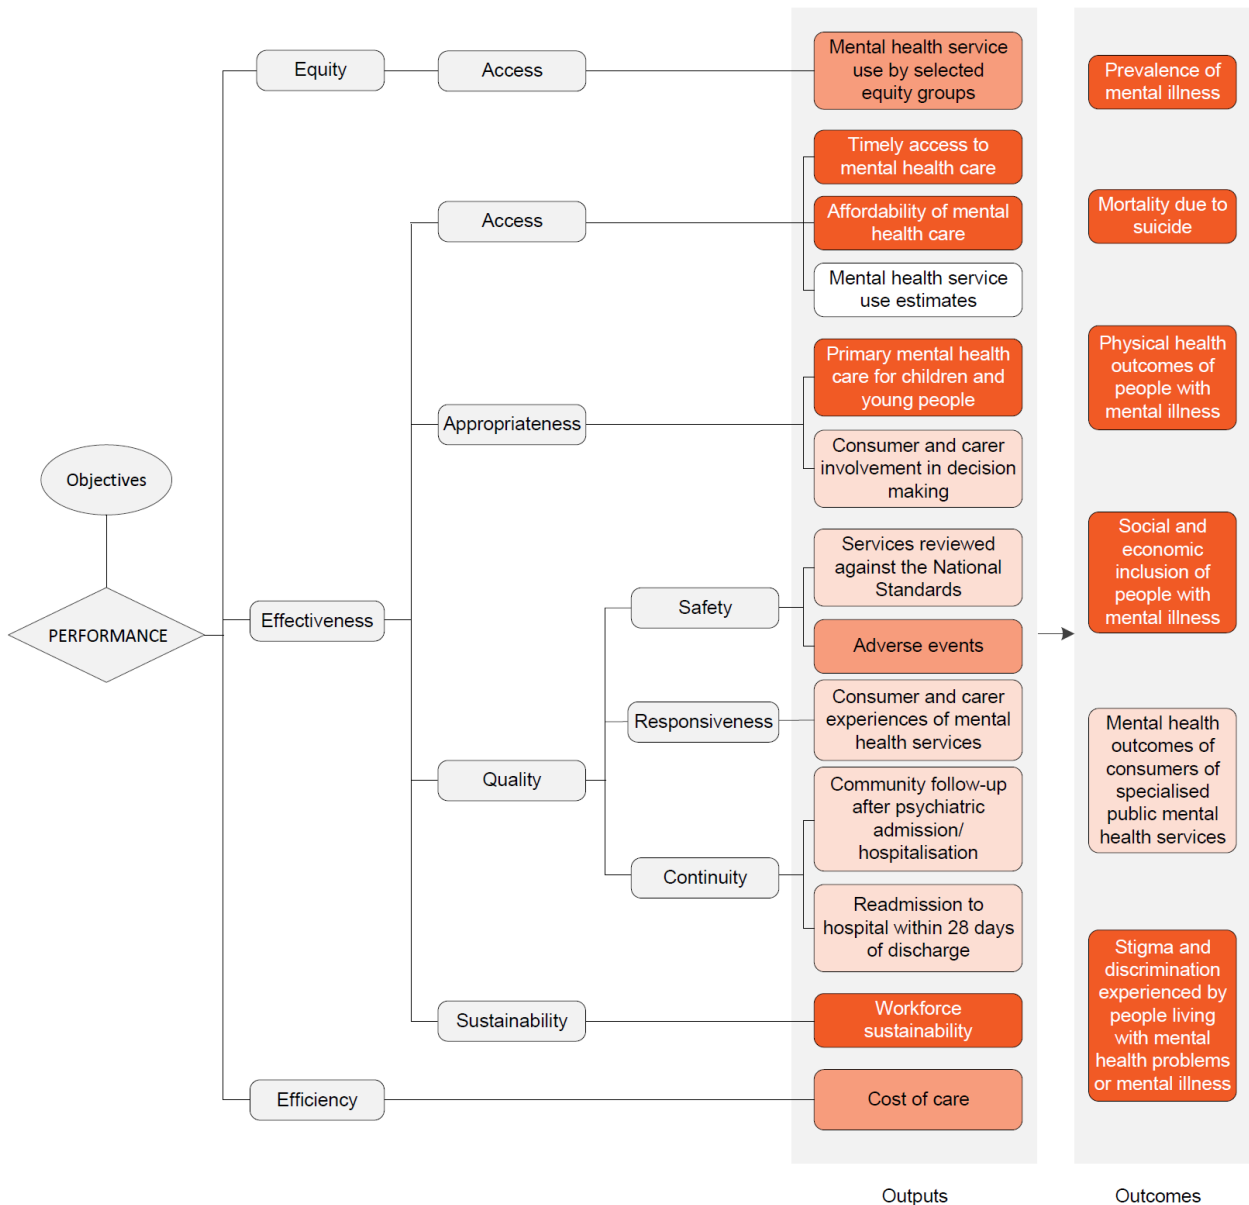 Objectives
PERFORMANCE
Equity
Access
Mental health service
use by selected
equity groups
Effectiveness
Access
Timely access to
mental health care
Affordability of mental
health care
Mental health service
use estimates
Appropriateness
Primary mental health
care for children and
young people
Consumer and carer
involvement in decision
making
Quality
Safety
Services reviewed
against the National
Standards
Adverse events
Responsiveness
Consumer and carer
experiences of mental
health services
Continuity
Community follow-up
after psychiatric
admission/
hospitalisation
Readmission to
hospital within 28 days
of discharge
Sustainability
Workforce
sustainability
Efficiency
Cost of care
Outputs
Prevalence of
mental illness
Mortality due to
suicide
Physical health
outcomes of
people with
mental illness
Social and
economic
inclusion of
people with
mental illness
Mental health
outcomes of
consumers of
specialised
public mental
health services
Stigma and
discrimination
experienced by
people living
with mental
health problems
or mental illness
Outcomes